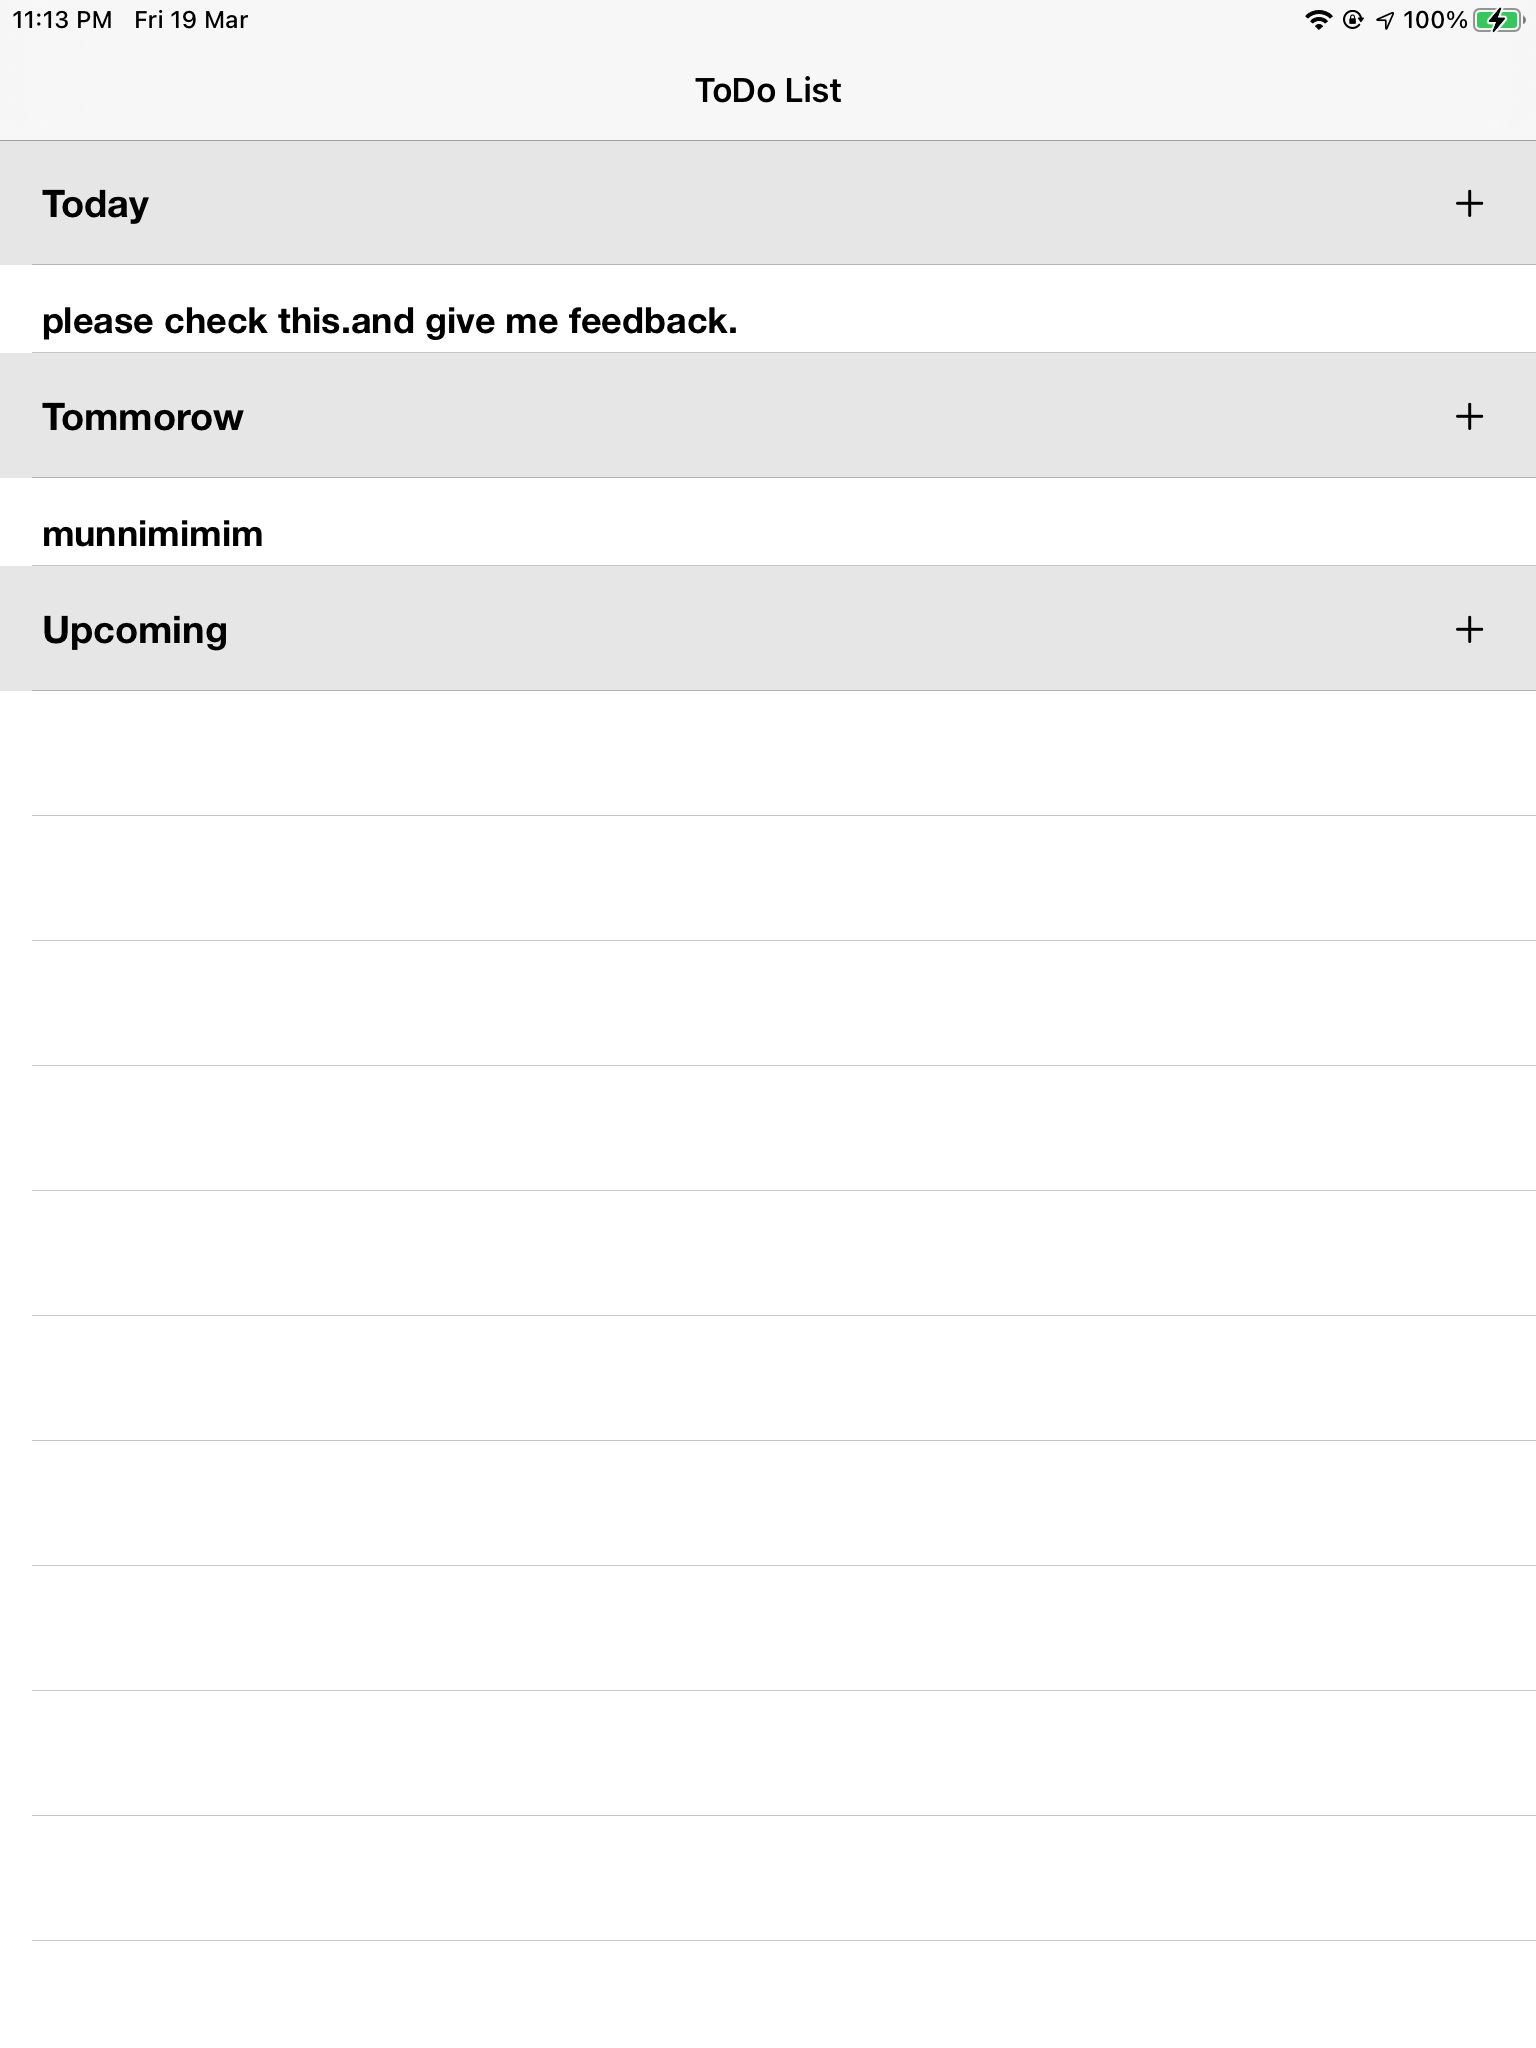 11:13 PM Fri 19 Mar 100%
ToDo List
Today
please check this.and give me feedback.
Tommorow
munnimimim
Upcoming